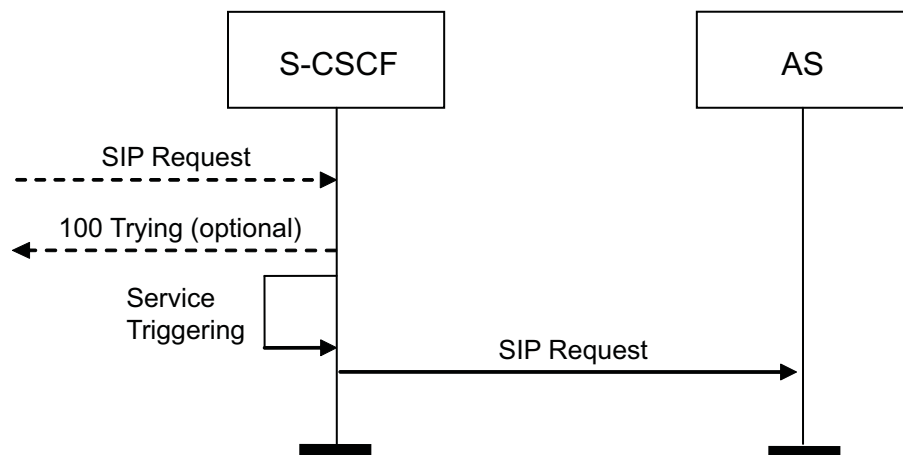 S-CSCF
AS
SIP Request
100 Trying (optional)
Service
Triggering
SIP Request